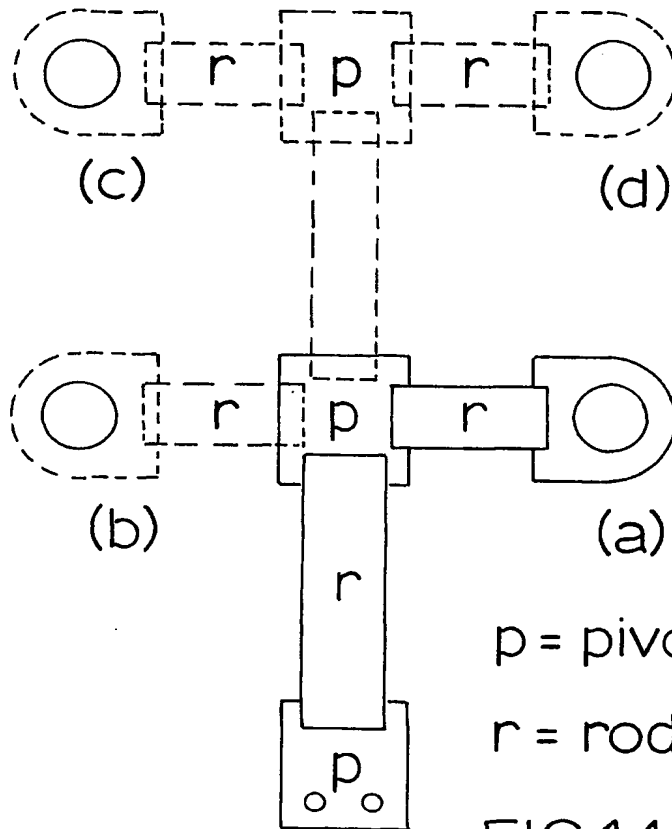 r p r
(c) (d)
r p r
(b) (a)
r
p = pivo
r = rod
p